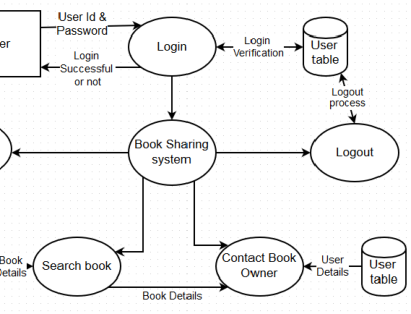 User Id &
Password
er
Login
Login
Verification
User
table
Login
Successful
or not
Logout
process
Book Sharing
system
Logout
Book
Details
Search book
Contact Book
Owner
User
Details
User
table
Book Details